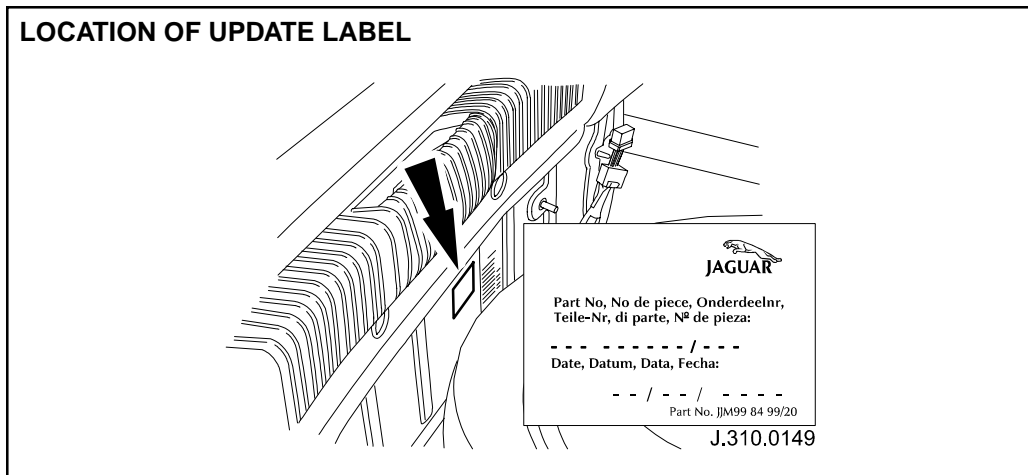 LOCATION OF UPDATE LABEL
JAGUAR
Part No, No de piece, Onderdeelnr,
Teile-Nr, di parte, Nº de pieza:
- - - - - - - - - / - - -
Date, Datum, Data, Fecha:
- - / - - / - - - -
Part No. JJM99 84 99/20
J.310.0149